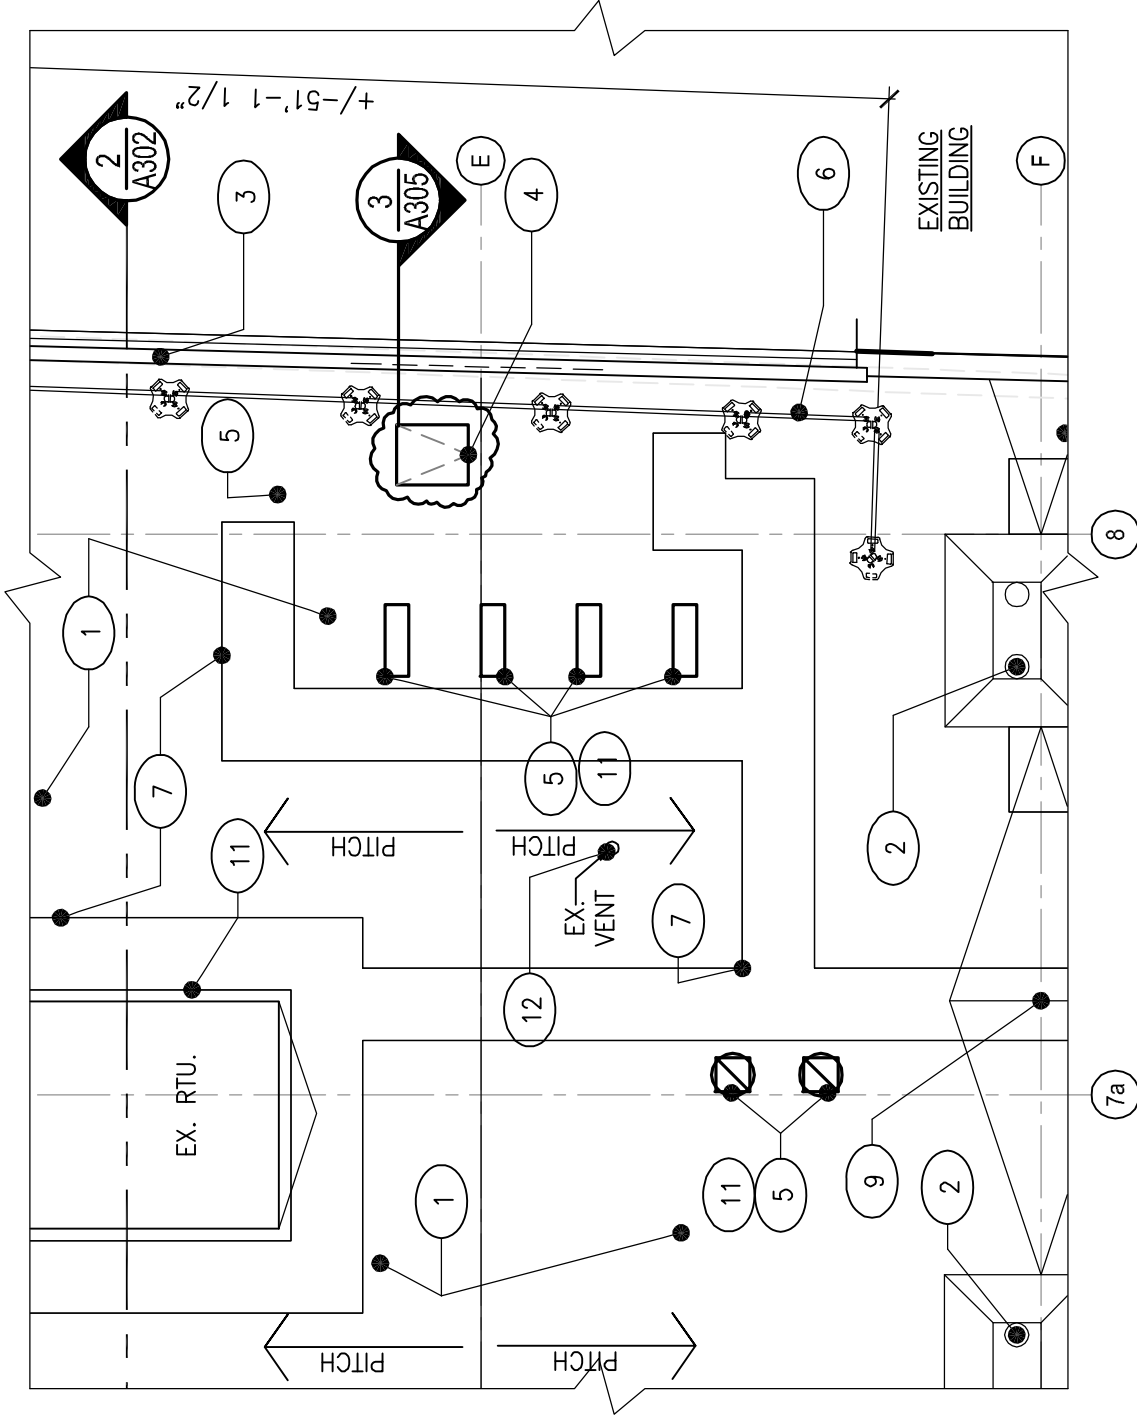 +/-51'-1 1/2"
2
A302
3
3
A305
E
4
6
EXISTING
BUILDING
F
5
1
7
11
5
11
8
PITCH
PITCH
EX.
VENT
12
7
2
EX. RTU.
1
11
5
9
2
7a
PITCH
PITCH